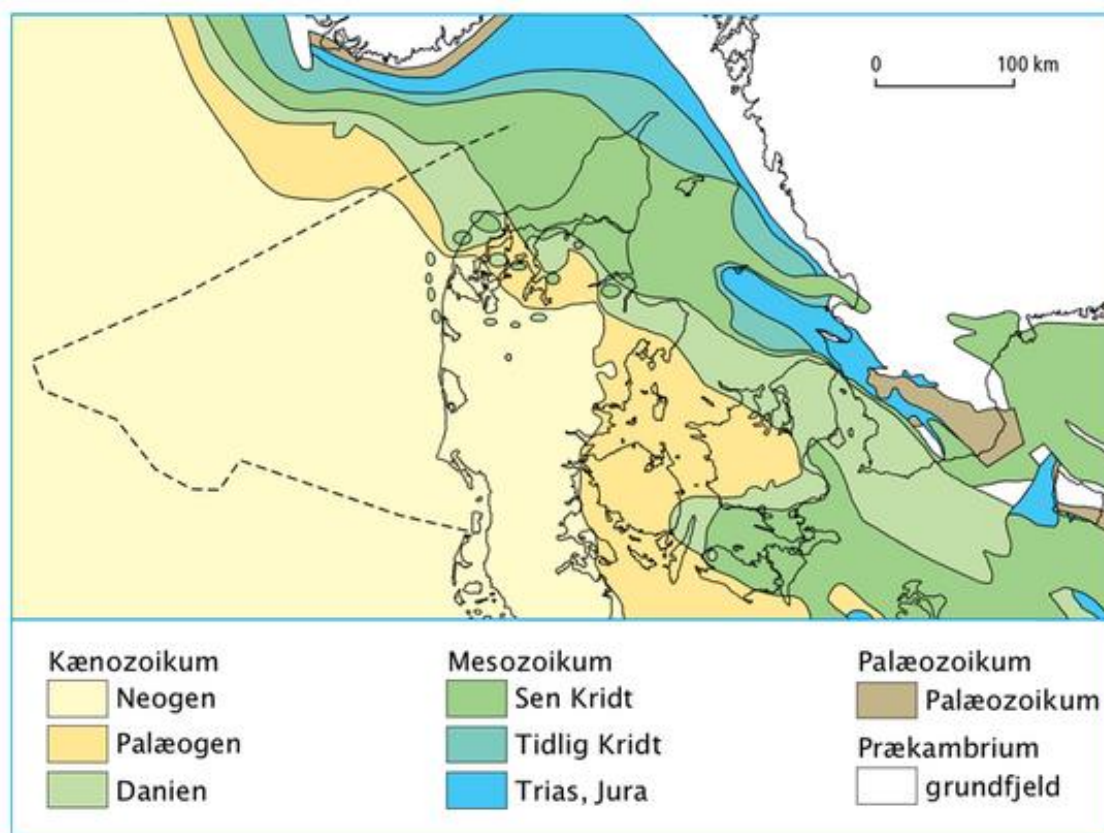 0 100 km
Kænozoikum
Neogen
Palæogen
Danien
Mesozoikum
Sen Kridt
Tidlig Kridt
Trias, Jura
Palæozoikum
Palæozoikum
Prækambrium
grundfjeld